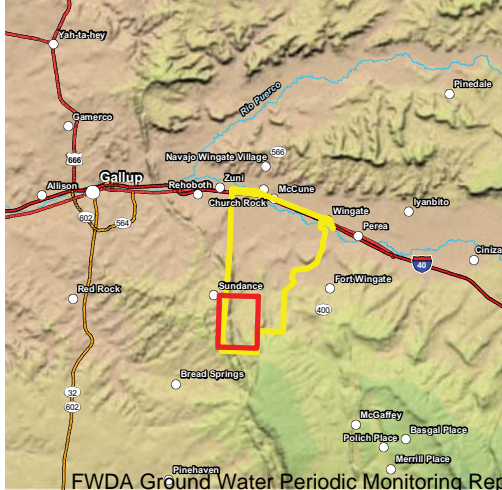 Yah-ta-hey
Pinedale
Rio Puerco
Gamerco
666
Navajo Wingate Village
566
Allison
Gallup
Rehoboth
Zuni
McCune
Iyanbito
Church Rock
Wingate
602
564
Perea
Ciniza
40
Red Rock
Sundance
Fort Wingate
400
Bread Springs
32
602
McGaffey
Basgal Place
Polich Place
Merrill Place
Pinehaven
FWDA Ground Water Periodic Monitoring Re